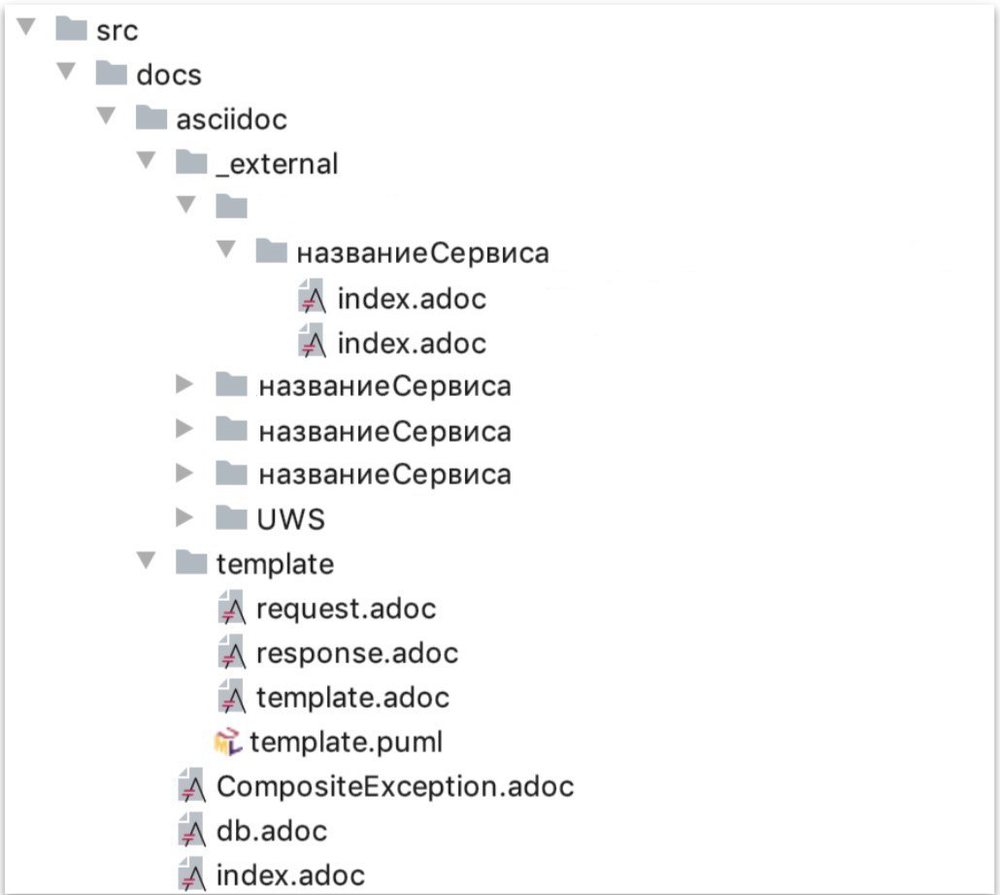 src
docs
asciidoc
_external
названиеСервиса
index.adoc
index.adoc
названиеСервиса
названиеСервиса
названиеСервиса
UWS
template
request.adoc
response.adoc
template.adoc
template.puml
CompositeException.adoc
db.adoc
index.adoc